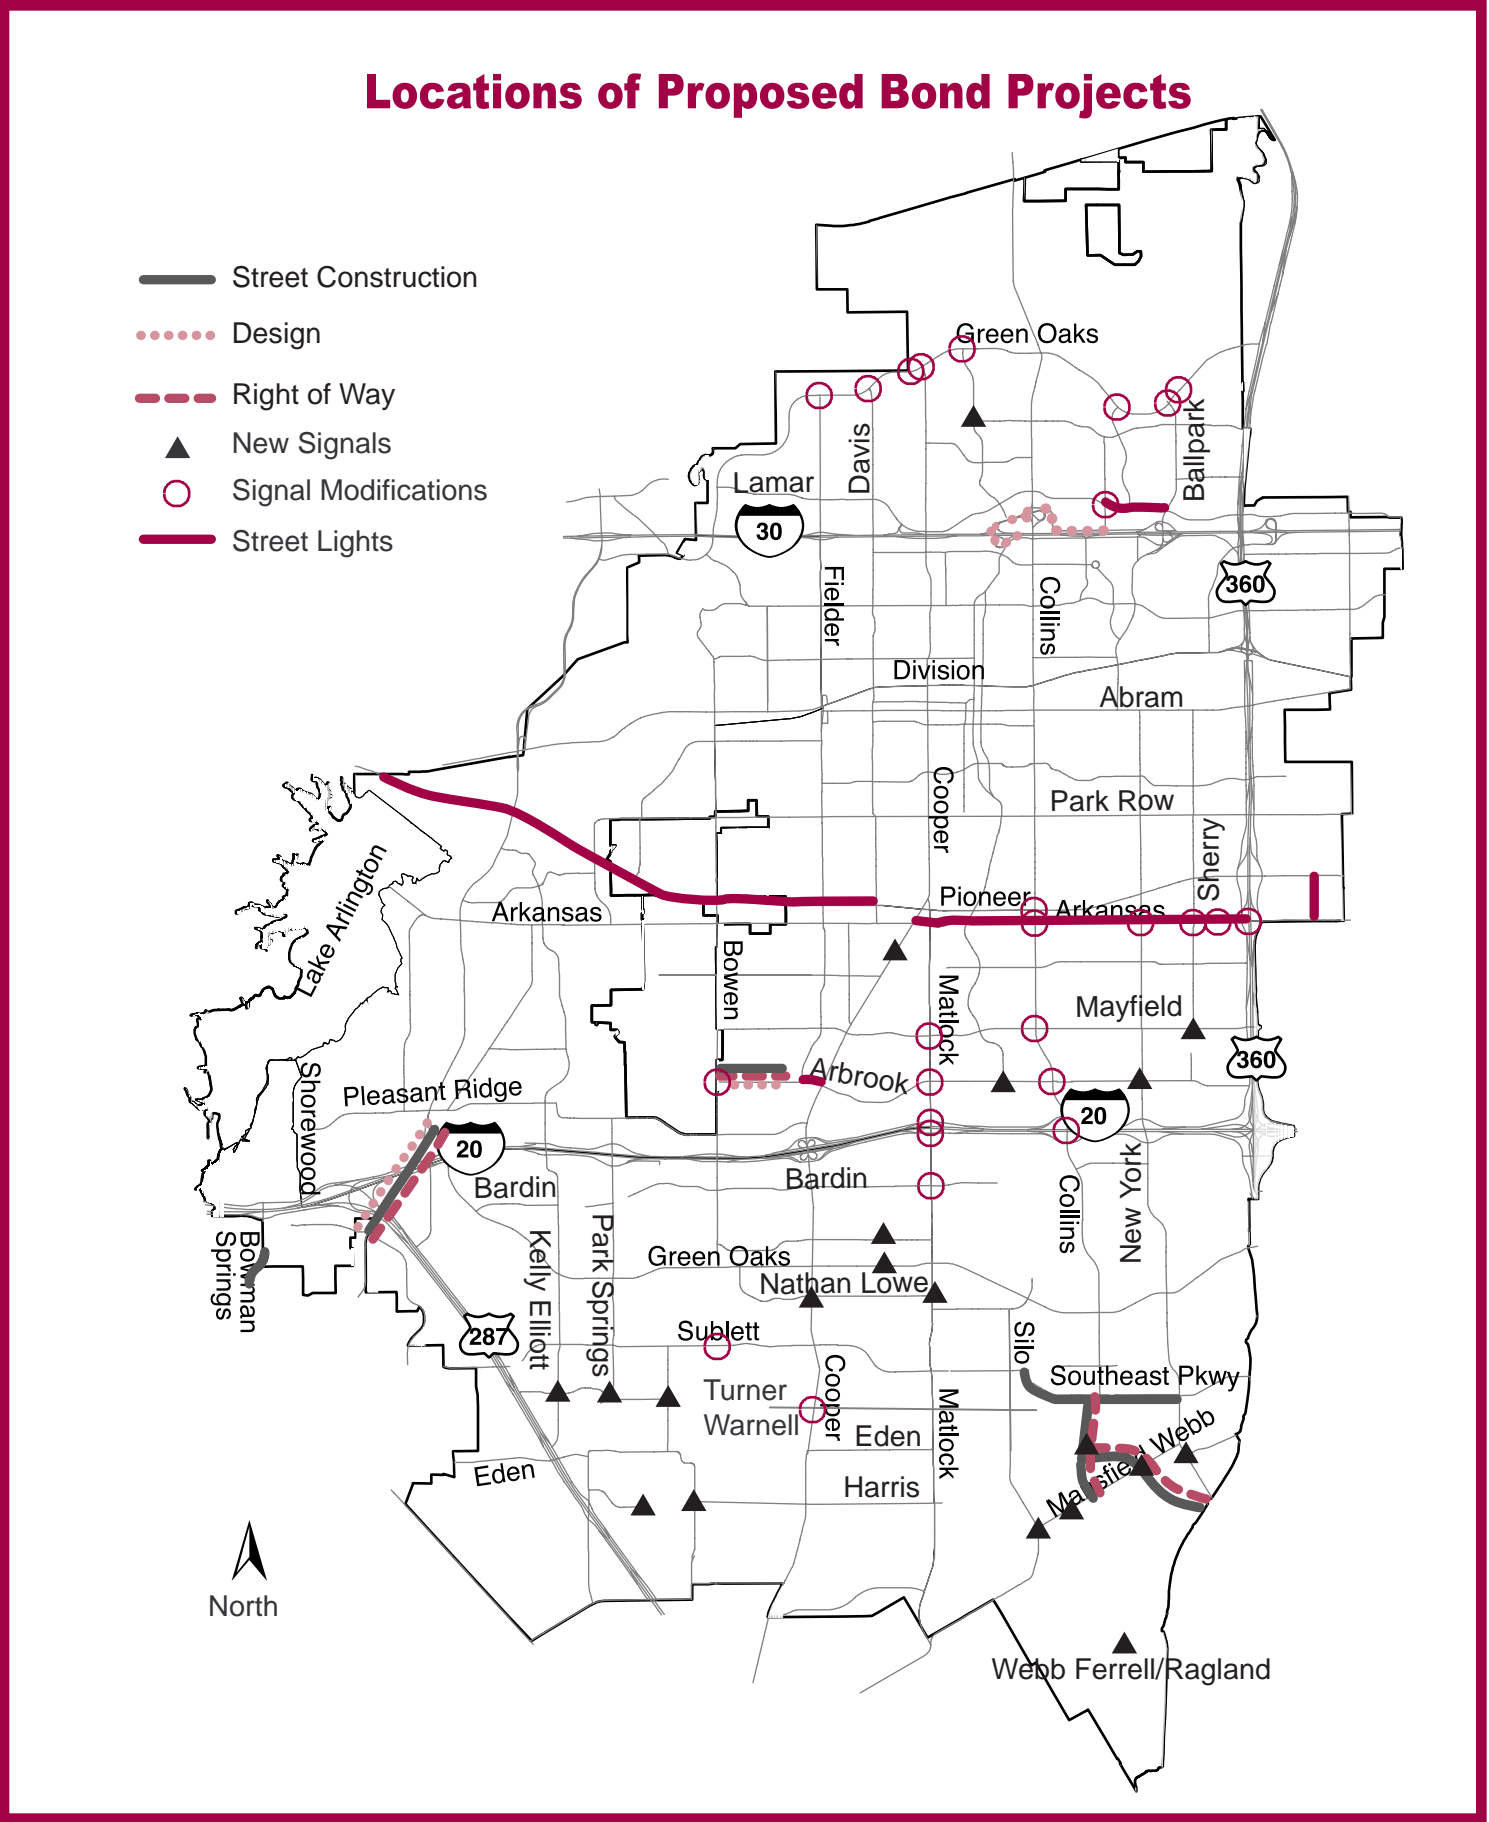 Locations of Proposed Bond Projects
Street Construction
Design
Right of Way
New Signals
Signal Modifications
Street Lights
Green Oaks
Davis
Ballpark
Lamar
30
360
Fielder
Collins
Division
Abram
Cooper
Park Row
Sherry
Lake Arlington
Pioneer
Arkansas
Arkansas
Bowen
Matlock
Mayfield
360
Arbrook
Pleasant Ridge
Shorewood
20
20
Bardin
Bardin
New York
Collins
Kelly Elliott
Park Springs
Bowman
Springs
Green Oaks
Nathan Lowe
287
Sublett
Silo
Southeast Pkwy
Turner
Warnell
Cooper
Matlock
Eden
Mansfield Webb
Eden
Harris
North
Webb Ferrell/Ragland